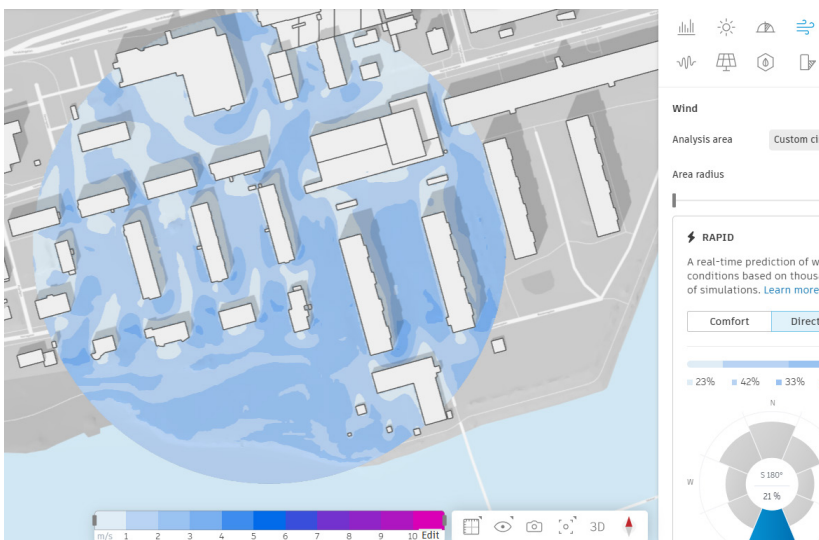 Wind
Analysis area
Custom ci
Area radius
RAPID
A real-time prediction of w
conditions based on thous
of simulations. Learn more
Comfort Direct
23% 42% 33%
N
W
S 180°
21 %
m/s 1 2 3 4 5 6 7 8 9 10 Edit
3D